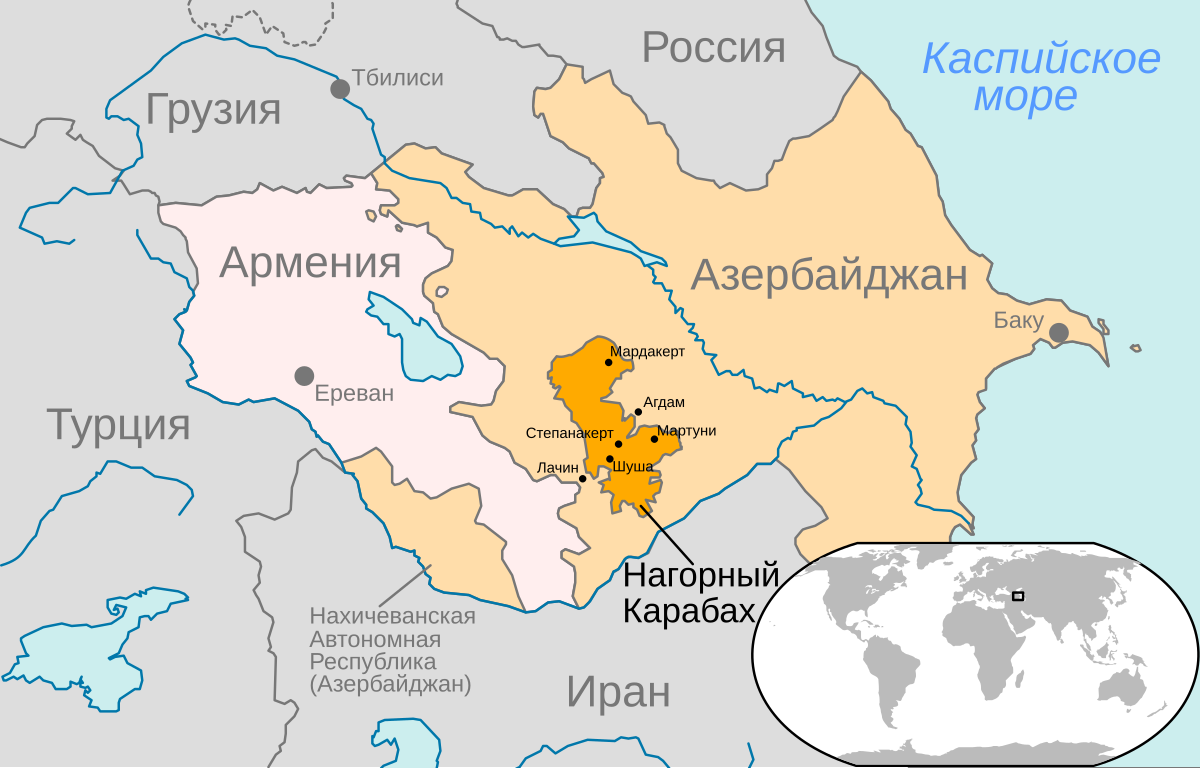 Россия
Каспийское
море
Тбилиси
Грузия
Армения
Азербайджан
Баку
Мардакерт
Ереван
Агдам
Турция
Степанакерт
Мартуни
Лачин
Шуша
Нагорный
Карабах
Нахичеванская
Автономная
Республика
(Азербайджан)
Иран